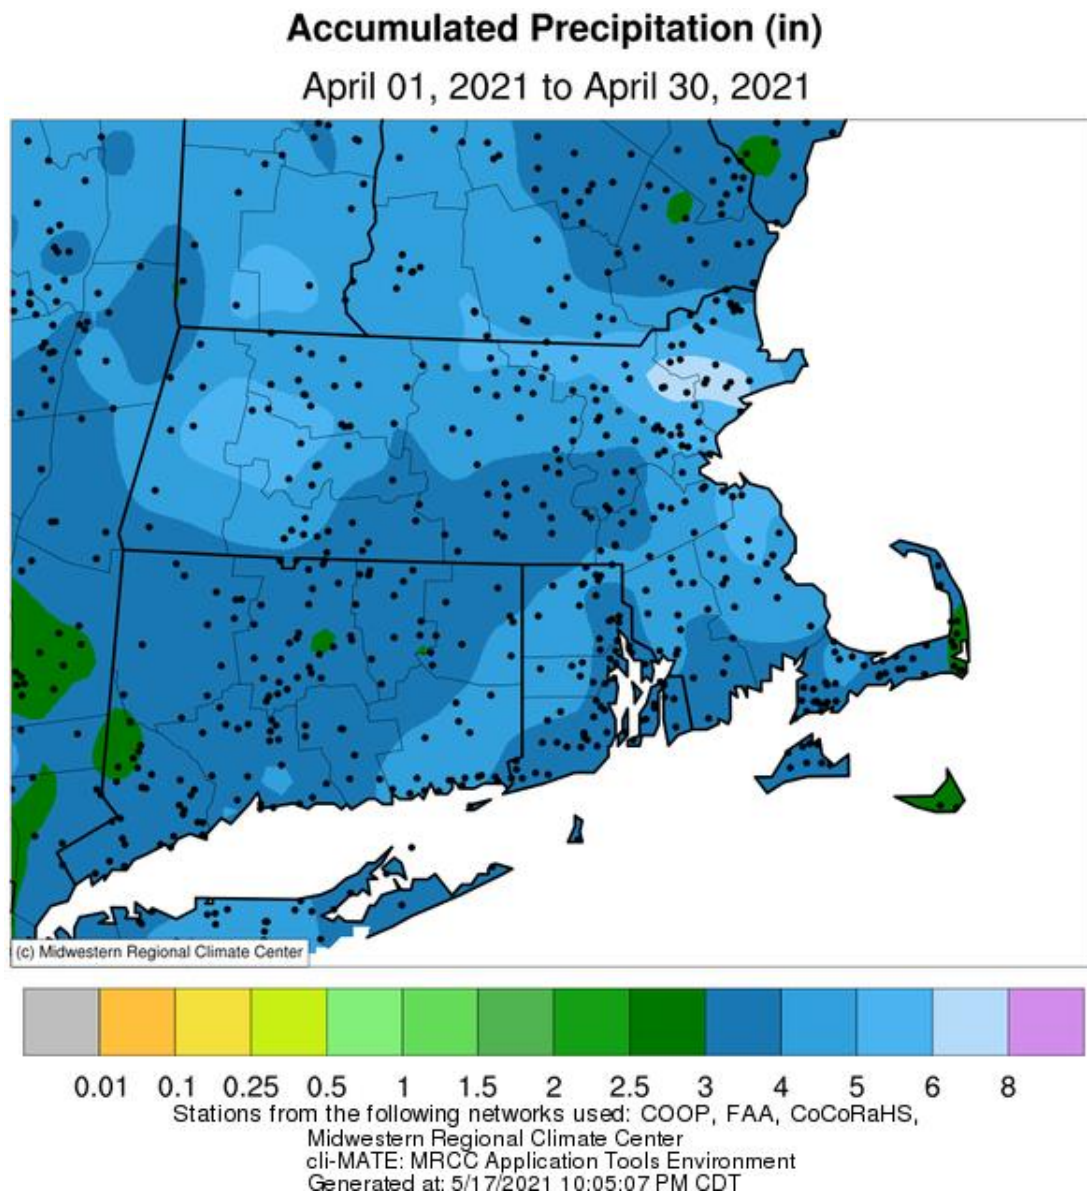 Accumulated Precipitation (in)
April 01, 2021 to April 30, 2021
(c) Midwestern Regional Climate Center
0.01 0.1 0.25 0.5 1 1.5 2 2.5 3 4 5 6 8
Stations from the following networks used: COOP, FAA, CoCoRaHS,
Midwestern Regional Climate Center
cli-MATE: MRCC Application Tools Environment
Generated at: 5/17/2021 10:05:07 PM CDT